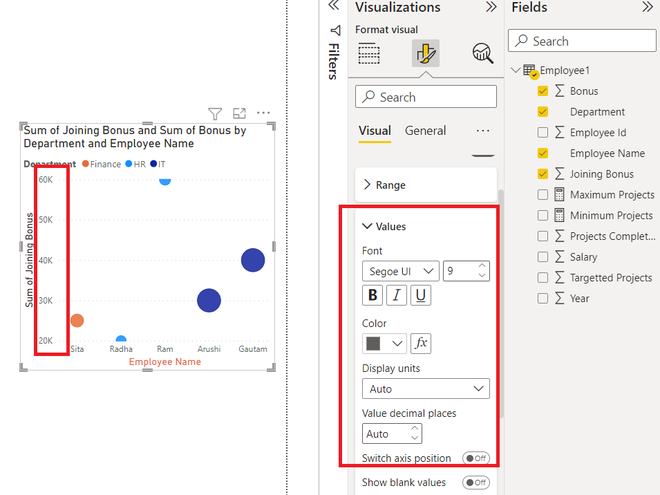 Visualizations
Fields
Format visual
Filters
Search
Search
Visual
General
Employee1
Bonus
Department
Employee Id
Employee Name
Joining Bonus
Maximum Projects
Minimum Projects
Projects Complet...
Salary
Targetted Projects
Year
Range
Values
Font
Segoe UI
9
B I U
Color
fx
Display units
Auto
Value decimal places
Auto
Switch axis position
Off
Show blank values
Off
Sum of Joining Bonus and Sum of Bonus by
Department and Employee Name
Department Finance HR IT
Sum of Joining Bonus
60K
50K
40K
30K
20K
Sita Radha Ram Arushi Gautam
Employee Name